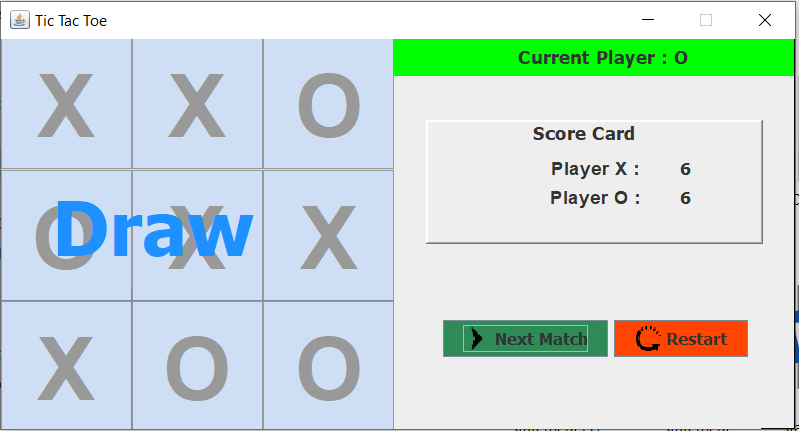 Tic Tac Toe
X X O
O X X
X O O
Draw
Current Player : O
Score Card
Player X : 6
Player O : 6
Next Match
Restart